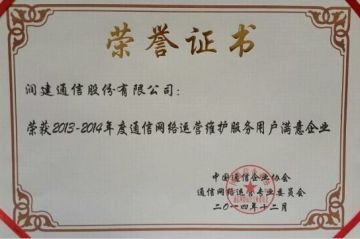 荣誉证书
润建通信股份有限公司：
荣获2013-2014年度通信网络运营维护服务用户满意企业
中国通信企业协会
通信网络运营专业委员会
二〇一四年十二月